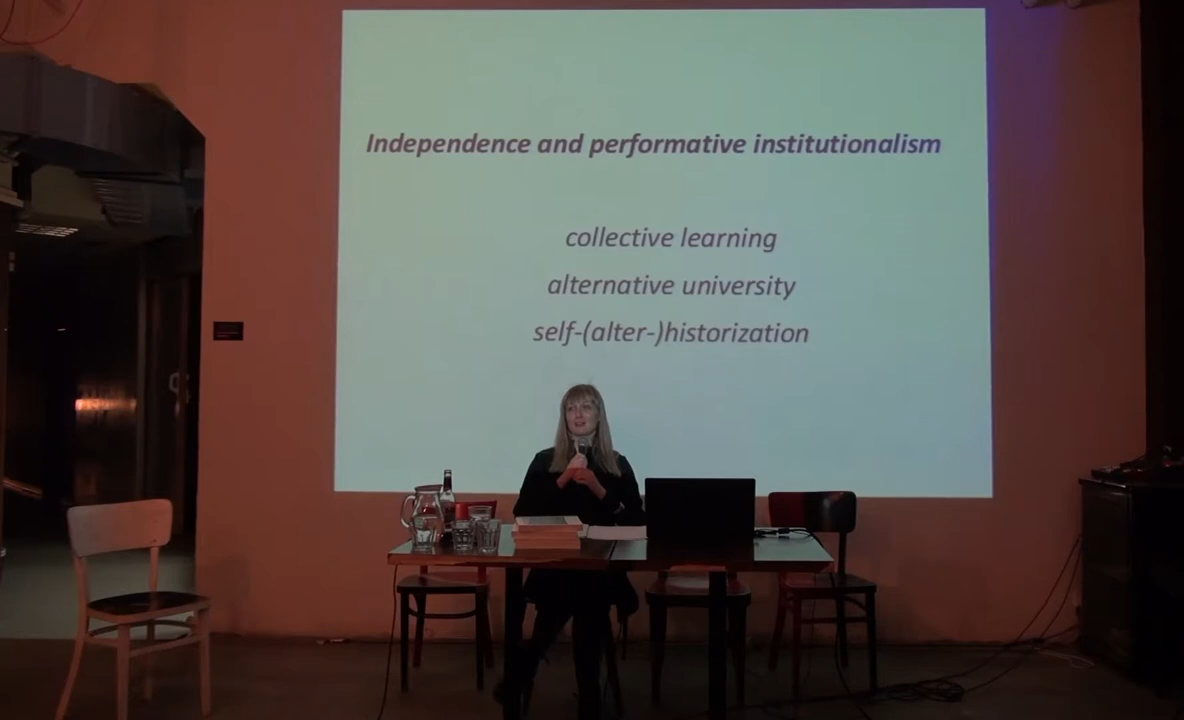 Independence and performative institutionalism
collective learning
alternative university
self-(alter-)historization